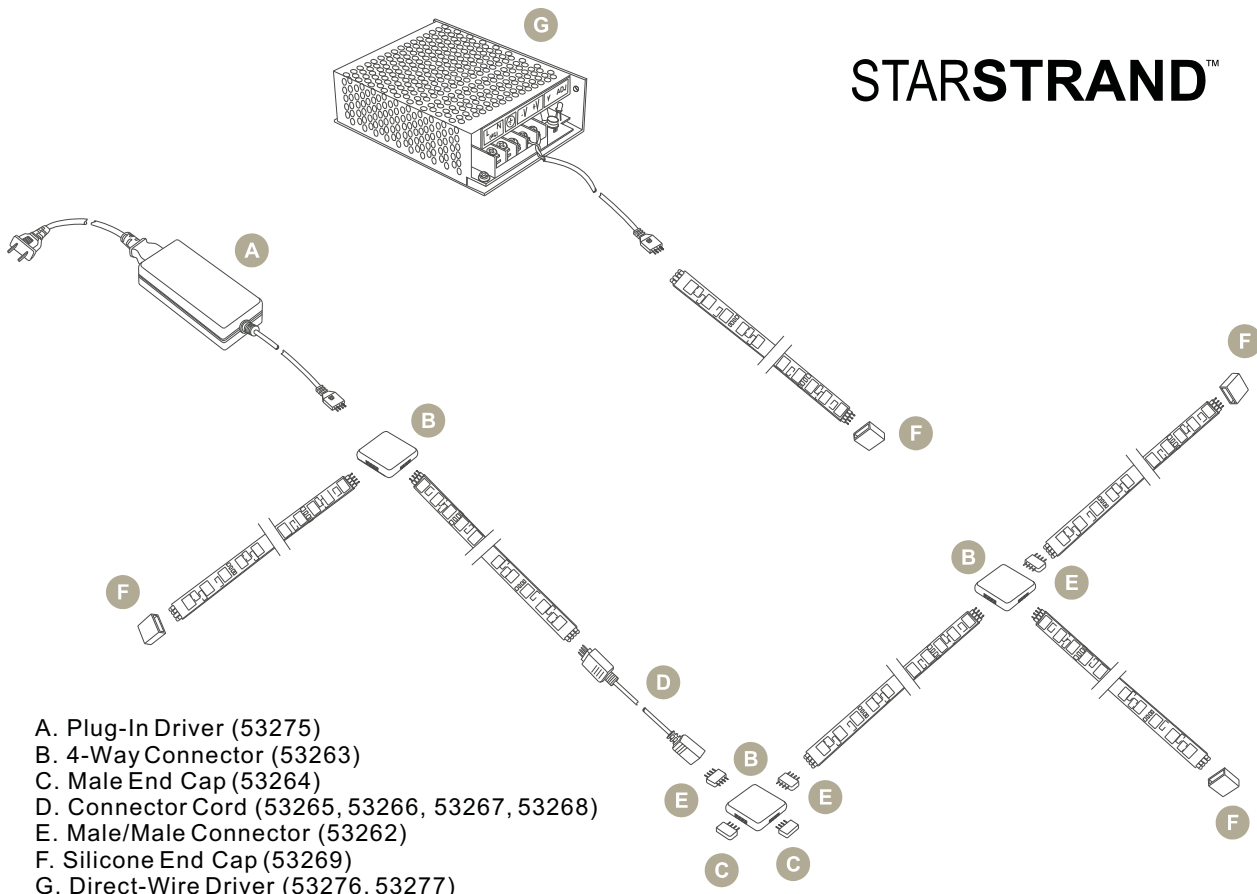 G
STARSTRAND™
A
F
B
F
B
F
E
D
B
E
E
F
C
C
A. Plug-In Driver (53275)
B. 4-Way Connector (53263)
C. Male End Cap (53264)
D. Connector Cord (53265, 53266, 53267, 53268)
E. Male/Male Connector (53262)
F. Silicone End Cap (53269)
G. Direct-Wire Driver (53276, 53277)